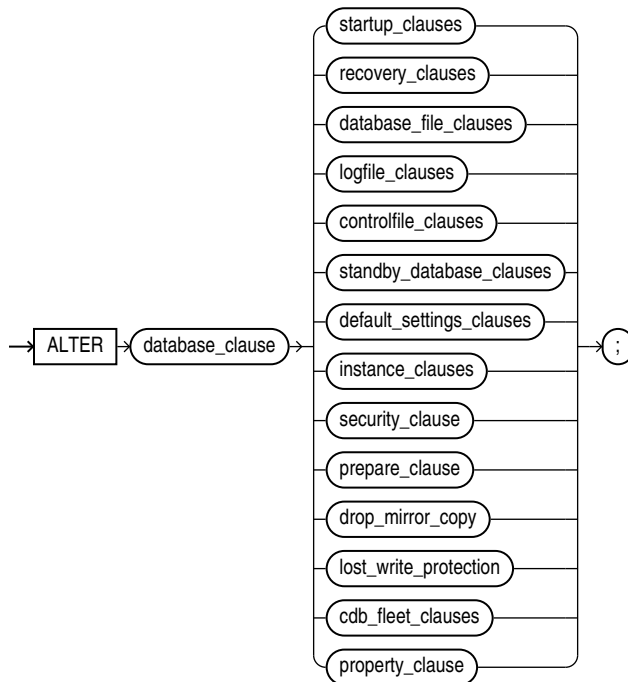 startup_clauses
recovery_clauses
database_file_clauses
logfile_clauses
controlfile_clauses
standby_database_clauses
default_settings_clauses
ALTER database_clause ;
instance_clauses
security_clause
prepare_clause
drop_mirror_copy
lost_write_protection
cdb_fleet_clauses
property_clause